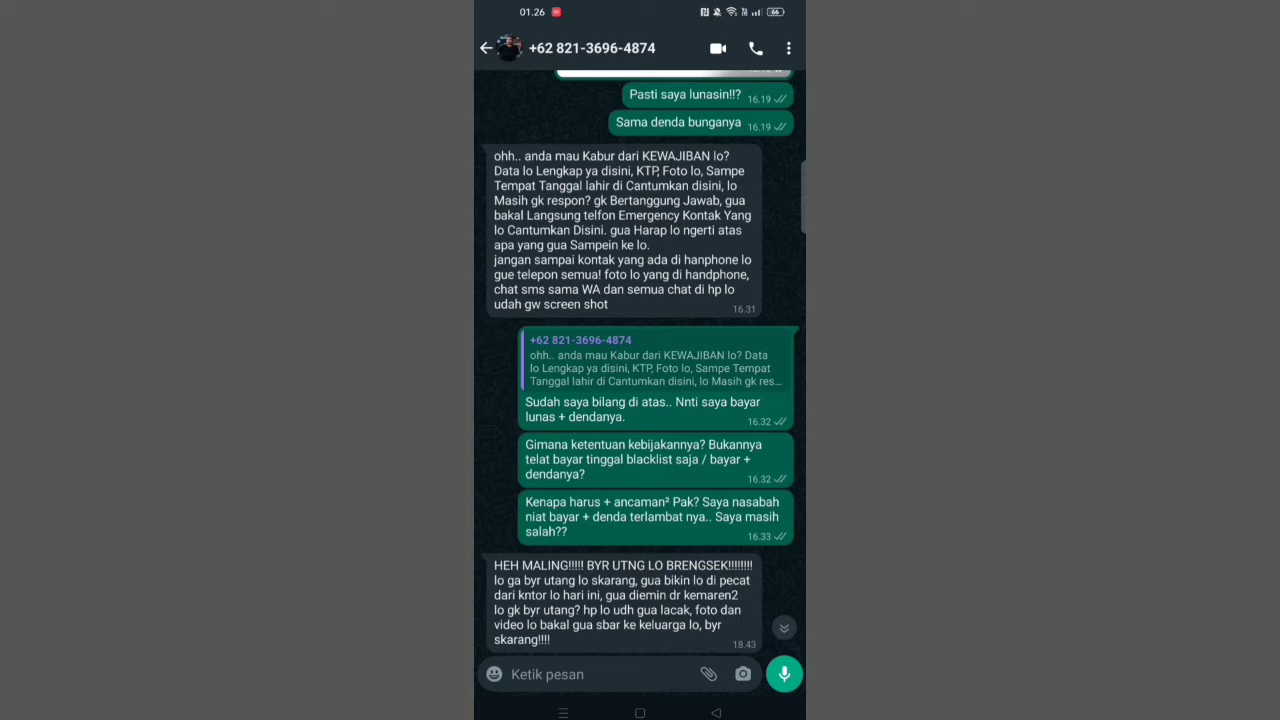 01.26
66
+62 821-3696-4874
Pasti saya lunasin!!?
16.19
Sama denda bunganya
16.19
ohh.. anda mau Kabur dari KEWAJIBAN lo?
Data lo Lengkap ya disini, KTP, Foto lo, Sampe
Tempat Tanggal lahir di Cantumkan disini, lo
Masih gk respon? gk Bertanggung Jawab, gua
bakal Langsung telfon Emergency Kontak Yang
lo Cantumkan Disini. gua Harap lo ngerti atas
apa yang gua Sampein ke lo.
jangan sampai kontak yang ada di hanphone lo
gue telepon semua! foto lo yang di handphone,
chat sms sama WA dan semua chat di hp lo
udah gw screen shot
16.31
+62 821-3696-4874
ohh.. anda mau Kabur dari KEWAJIBAN lo? Data
lo Lengkap ya disini, KTP, Foto lo, Sampe Tempat
Tanggal lahir di Cantumkan disini, lo Masih gk res...
Sudah saya bilang di atas.. Nnti saya bayar
lunas + dendanya.
16.32
Gimana ketentuan kebijakannya? Bukannya
telat bayar tinggal blacklist saja / bayar +
dendanya?
16.32
Kenapa harus + ancaman² Pak? Saya nasabah
niat bayar + denda terlambat nya.. Saya masih
salah??
16.33
HEH MALING!!!!! BYR UTNG LO BRENGSEK!!!!!!!!
lo ga byr utang lo skarang, gua bikin lo di pecat
dari kntor lo hari ini, gua diemin dr kemaren2
lo gk byr utang? hp lo udh gua lacak, foto dan
video lo bakal gua sbar ke keluarga lo, byr
skarang!!!!
18.43
Ketik pesan